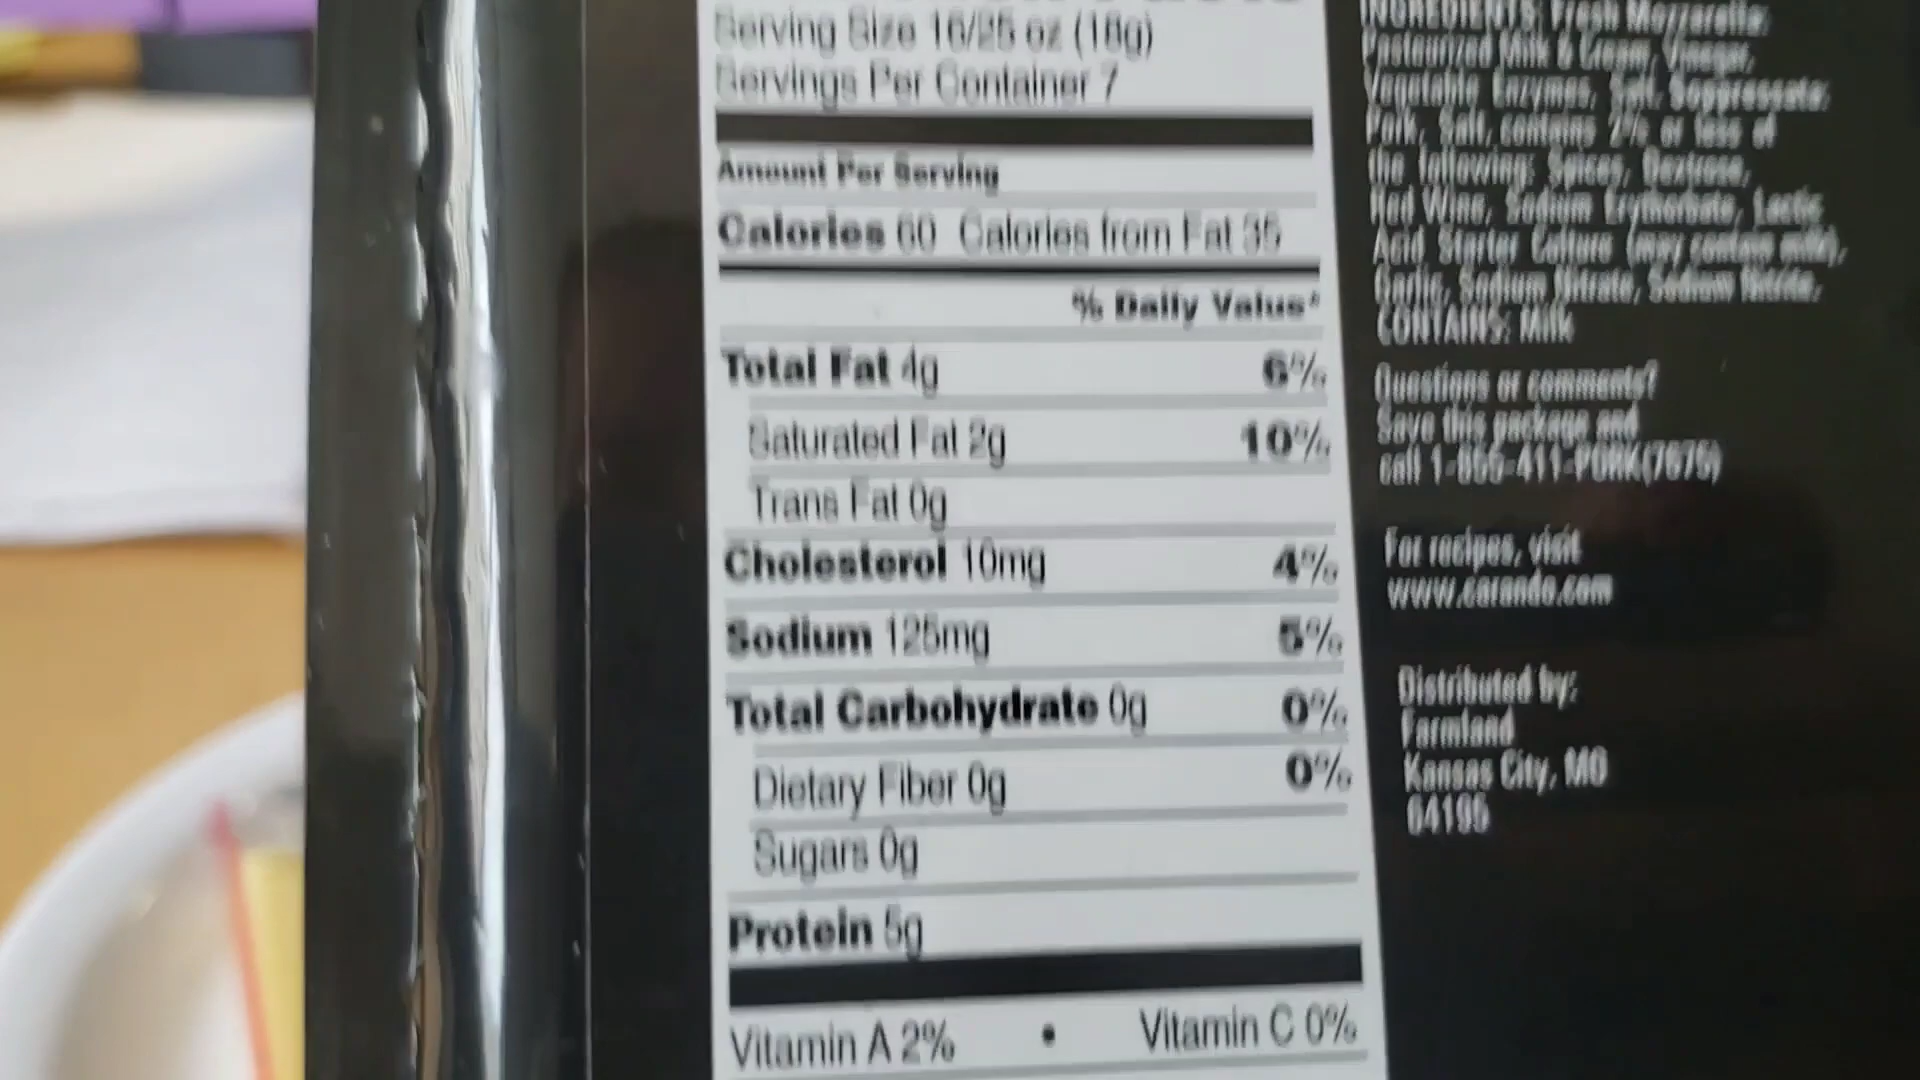 Serving Size 16/25 oz (18g)
Servings Per Container 7
Amount Per Serving
Calories 60 Calories from Fat 35
% Daily Value*
Total Fat 4g 6%
Saturated Fat 2g 10%
Trans Fat 0g
Cholesterol 10mg 4%
Sodium 125mg 5%
Total Carbohydrate 0g 0%
Dietary Fiber 0g 0%
Sugars 0g
Protein 5g
Vitamin A 2% • Vitamin C 0%
INGREDIENTS: Fresh Mozzarella:
Pasteurized Milk & Cream, Vinegar,
Vegetable Enzymes, Salt. Soppressata:
Pork, Salt, contains 2% or less of
the following: Spices, Dextrose,
Red Wine, Sodium Erythorbate, Lactic
Acid Starter Culture (may contain milk),
Garlic, Sodium Nitrate, Sodium Nitrite.
CONTAINS: Milk
Questions or comments?
Save this package and
call 1-855-411-PORK(7675)
For recipes, visit
www.carando.com
Distributed by:
Farmland
Kansas City, MO
64195